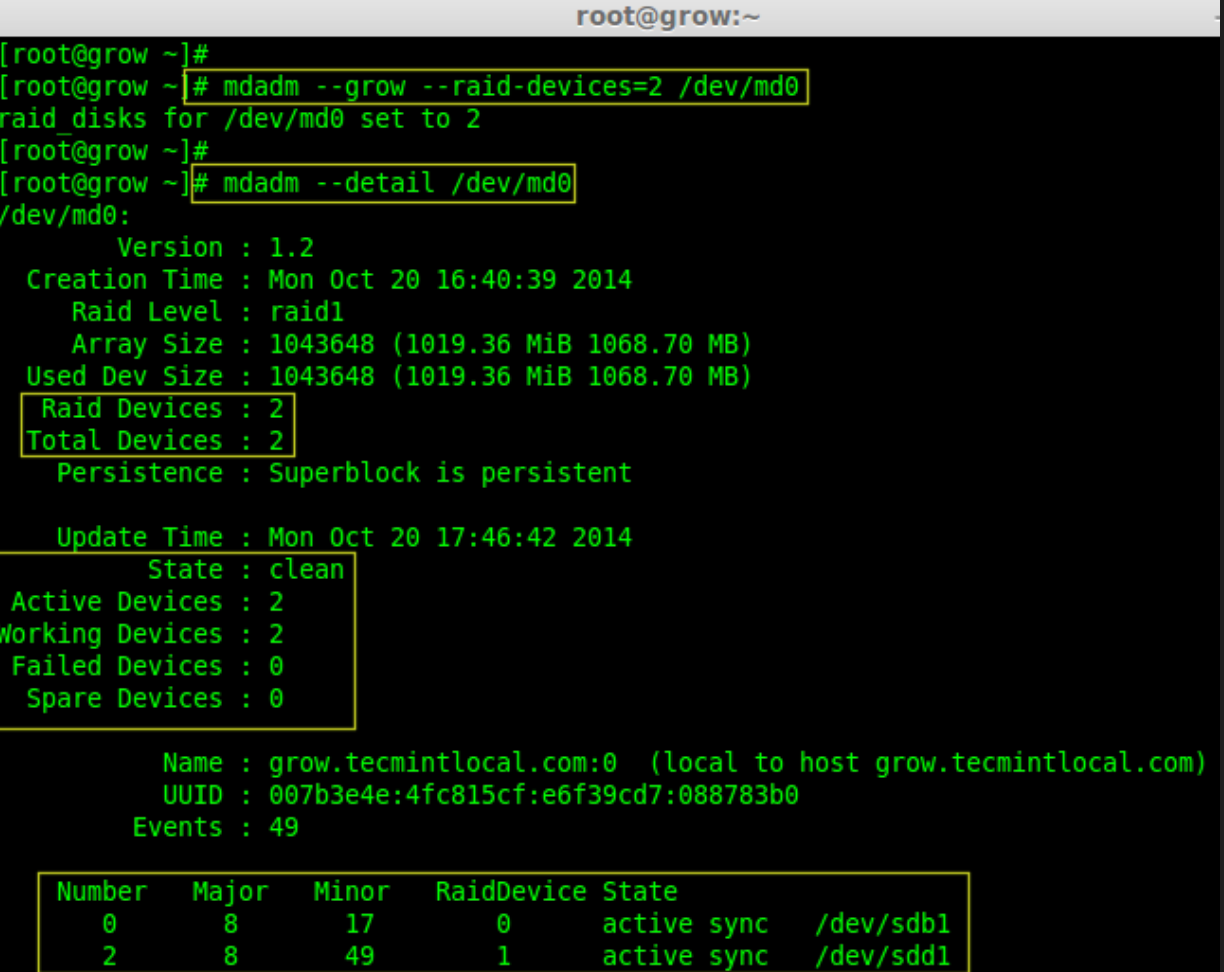 root@grow:~
[root@grow ~]#
[root@grow ~]# mdadm --grow --raid-devices=2 /dev/md0
raid_disks for /dev/md0 set to 2
[root@grow ~]#
[root@grow ~]# mdadm --detail /dev/md0
/dev/md0:
Version : 1.2
Creation Time : Mon Oct 20 16:40:39 2014
Raid Level : raid1
Array Size : 1043648 (1019.36 MiB 1068.70 MB)
Used Dev Size : 1043648 (1019.36 MiB 1068.70 MB)
Raid Devices : 2
Total Devices : 2
Persistence : Superblock is persistent
Update Time : Mon Oct 20 17:46:42 2014
State : clean
Active Devices : 2
Working Devices : 2
Failed Devices : 0
Spare Devices : 0
Name : grow.tecmintlocal.com:0 (local to host grow.tecmintlocal.com)
UUID : 007b3e4e:4fc815cf:e6f39cd7:088783b0
Events : 49
Number Major Minor RaidDevice State
0 8 17 0 active sync /dev/sdb1
2 8 49 1 active sync /dev/sdd1